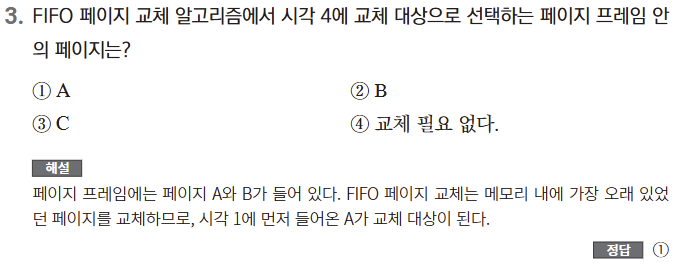 3. FIFO 페이지 교체 알고리즘에서 시각 4에 교체 대상으로 선택하는 페이지 프레임 안
의 페이지는?
① A ② B
③ C ④ 교체 필요 없다.
해설
페이지 프레임에는 페이지 A와 B가 들어 있다. FIFO 페이지 교체는 메모리 내에 가장 오래 있었
던 페이지를 교체하므로, 시각 1에 먼저 들어온 A가 교체 대상이 된다.
정답 ①